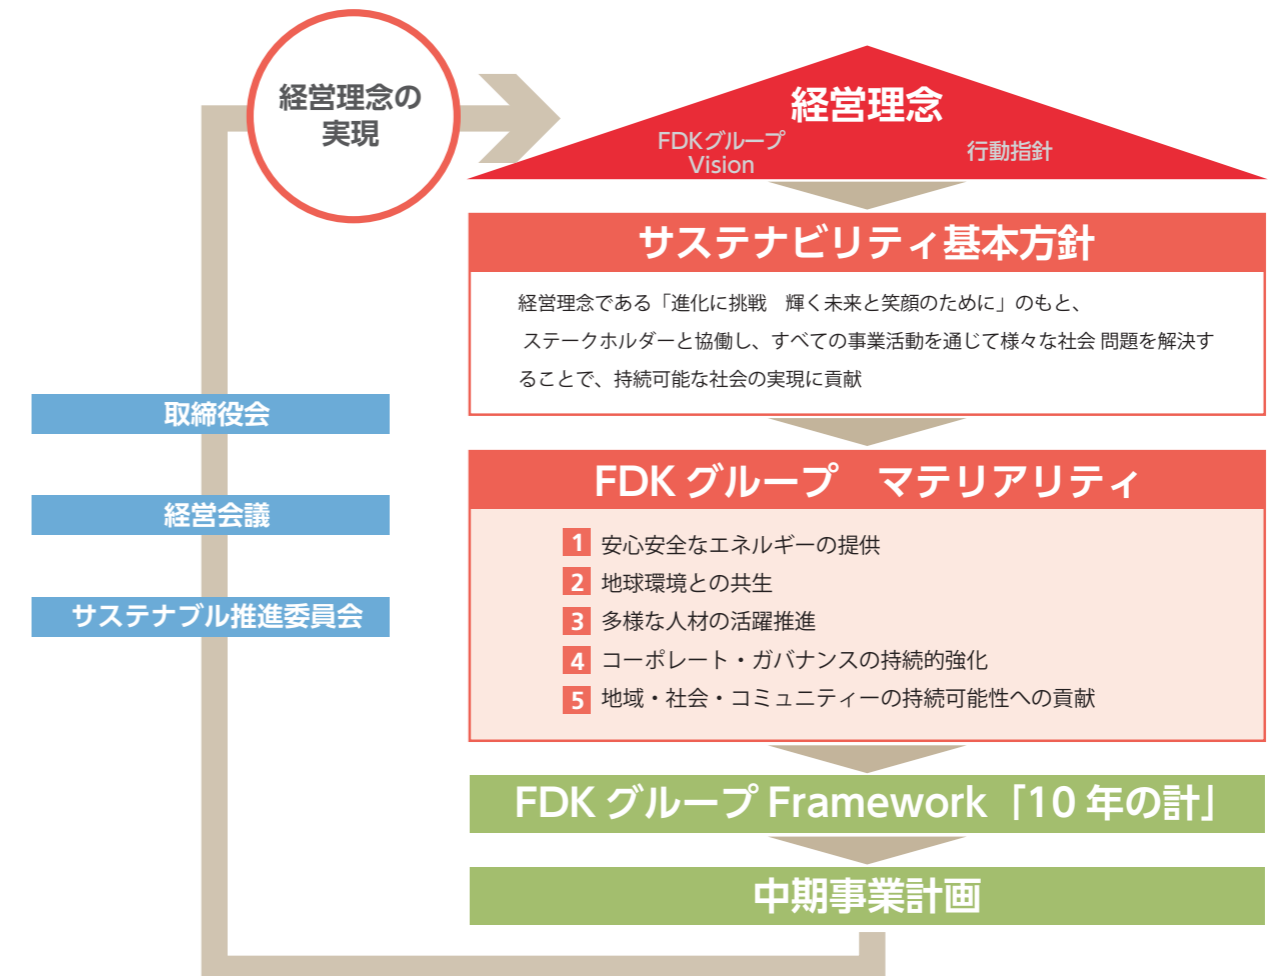 経営理念の
実現
経営理念
FDKグループ
Vision
行動指針
サステナビリティ基本方針
経営理念である「進化に挑戦　輝く未来と笑顔のために」のもと、
ステークホルダーと協働し、すべての事業活動を通じて様々な社会 問題を解決す
ることで、持続可能な社会の実現に貢献
取締役会
経営会議
サステナブル推進委員会
FDK グループ　マテリアリティ
1 安心安全なエネルギーの提供
2 地球環境との共生
3 多様な人材の活躍推進
4 コーポレート・ガバナンスの持続的強化
5 地域・社会・コミュニティーの持続可能性への貢献
FDK グループ Framework「10 年の計」
中期事業計画